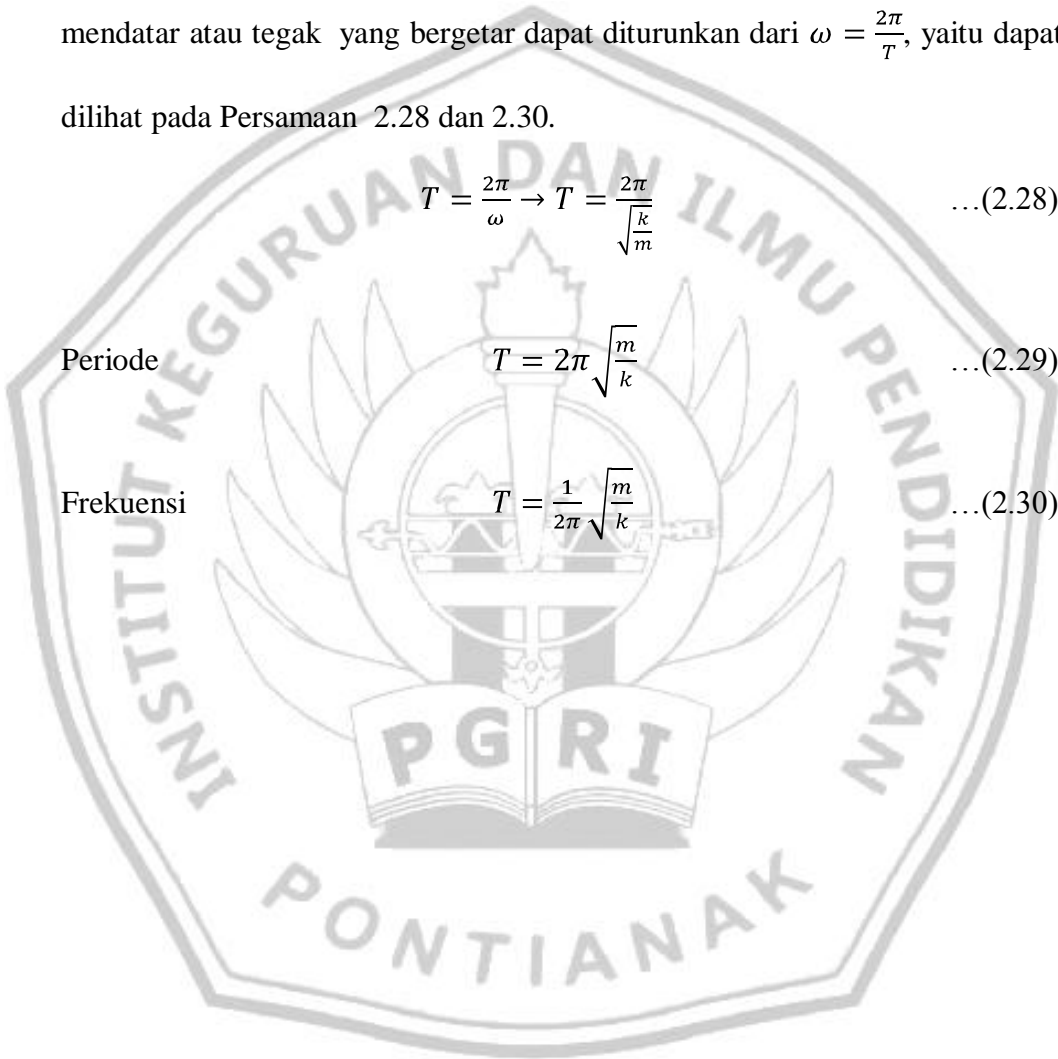 mendatar atau tegak yang bergetar dapat diturunkan dari ω = 2π/T, yaitu dapat
dilihat pada Persamaan 2.28 dan 2.30.
T = 2π/ω → T = 2π/√(k/m) …(2.28)
Periode T = 2π √(m/k) …(2.29)
Frekuensi T = 1/2π √(m/k) …(2.30)
INSTITUT KEGURUAN DAN ILMU PENDIDIKAN
PGRI
PONTIANAK